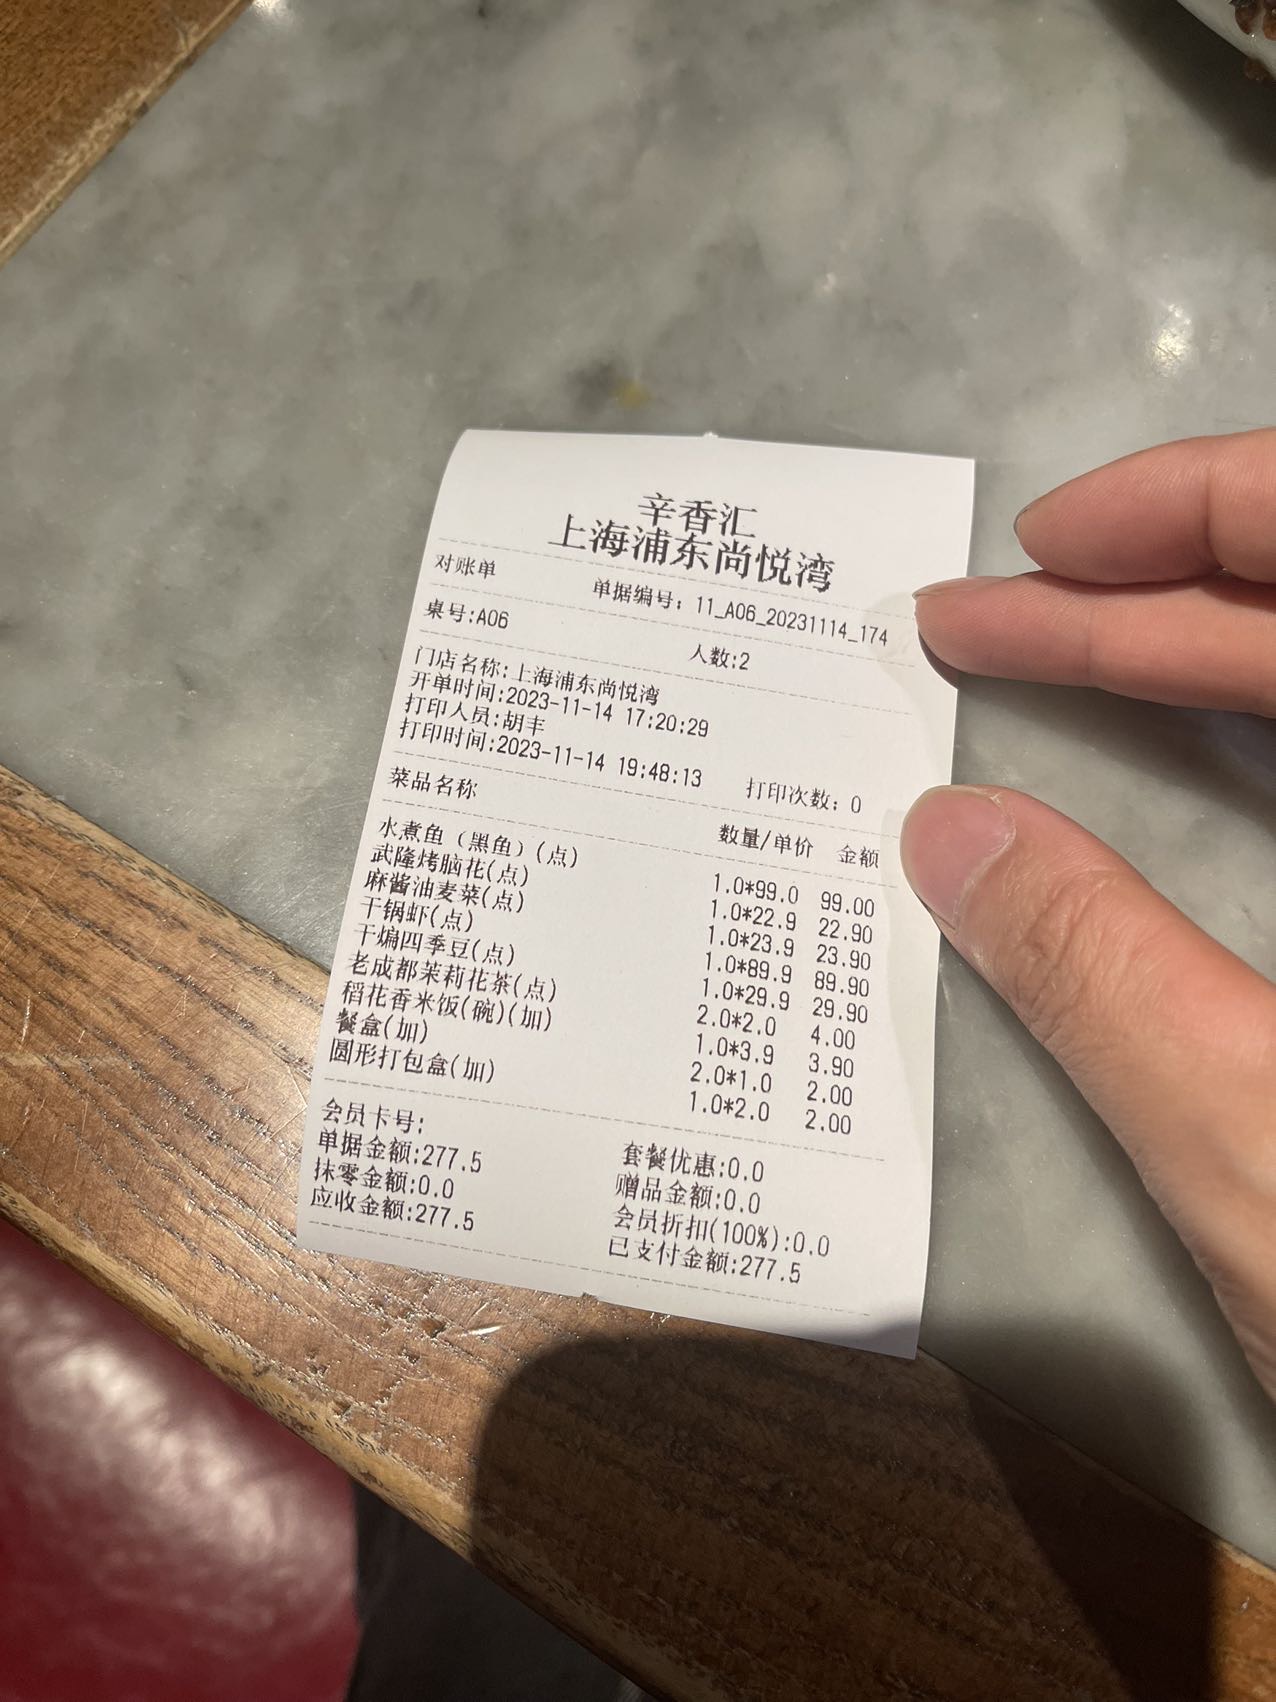 辛香汇
上海浦东尚悦湾
对账单 单据编号：11_A06_20231114_174
桌号:A06 人数:2
门店名称:上海浦东尚悦湾
开单时间:2023-11-14 17:20:29
打印人员:胡丰
打印时间:2023-11-14 19:48:13 打印次数：0
菜品名称 数量/单价 金额
水煮鱼（黑鱼）(点) 1.0*99.0 99.00
武隆烤脑花(点) 1.0*22.9 22.90
麻酱油麦菜(点) 1.0*23.9 23.90
干锅虾(点) 1.0*89.9 89.90
干煸四季豆(点) 1.0*29.9 29.90
老成都茉莉花茶(点) 2.0*2.0 4.00
稻花香米饭(碗)(加) 1.0*3.9 3.90
餐盒(加) 2.0*1.0 2.00
圆形打包盒(加) 1.0*2.0 2.00
会员卡号:
单据金额:277.5 套餐优惠:0.0
抹零金额:0.0 赠品金额:0.0
应收金额:277.5 会员折扣(100%):0.0
已支付金额:277.5